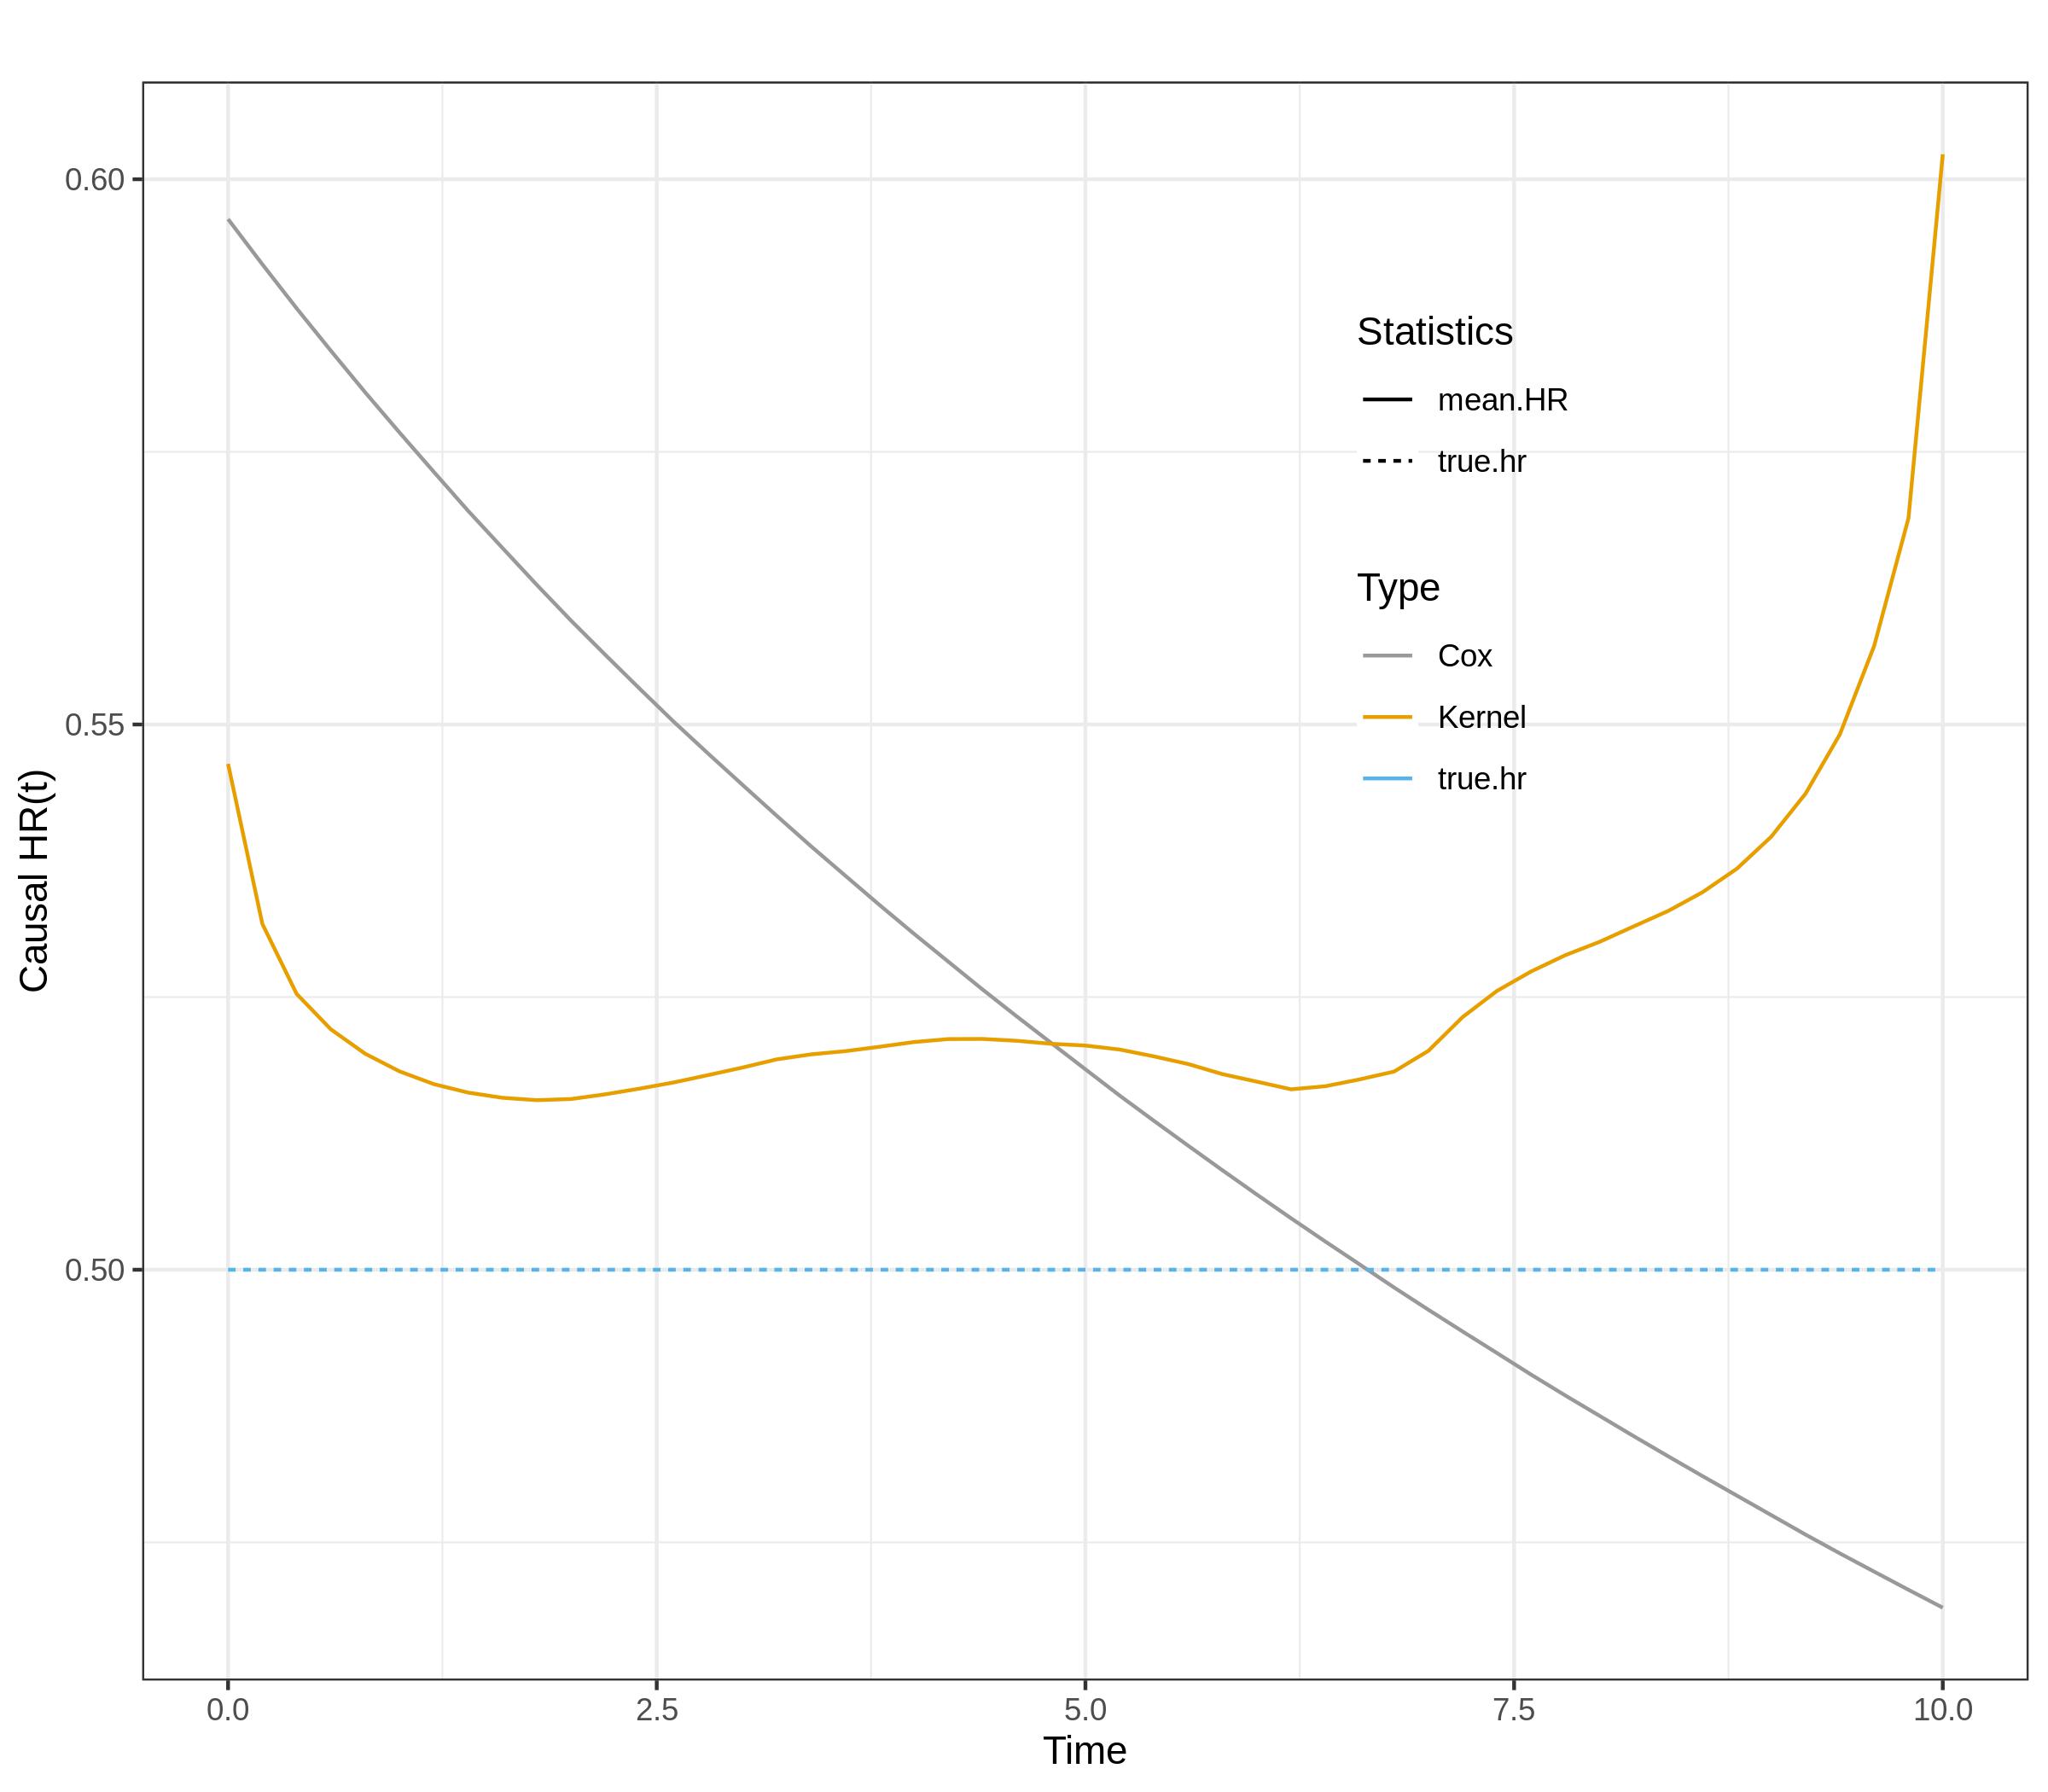 0.60
0.55
0.50
Causal HR(t)
Statistics
mean.HR
true.hr
Type
Cox
Kernel
true.hr
0.0 2.5 5.0 7.5 10.0
Time